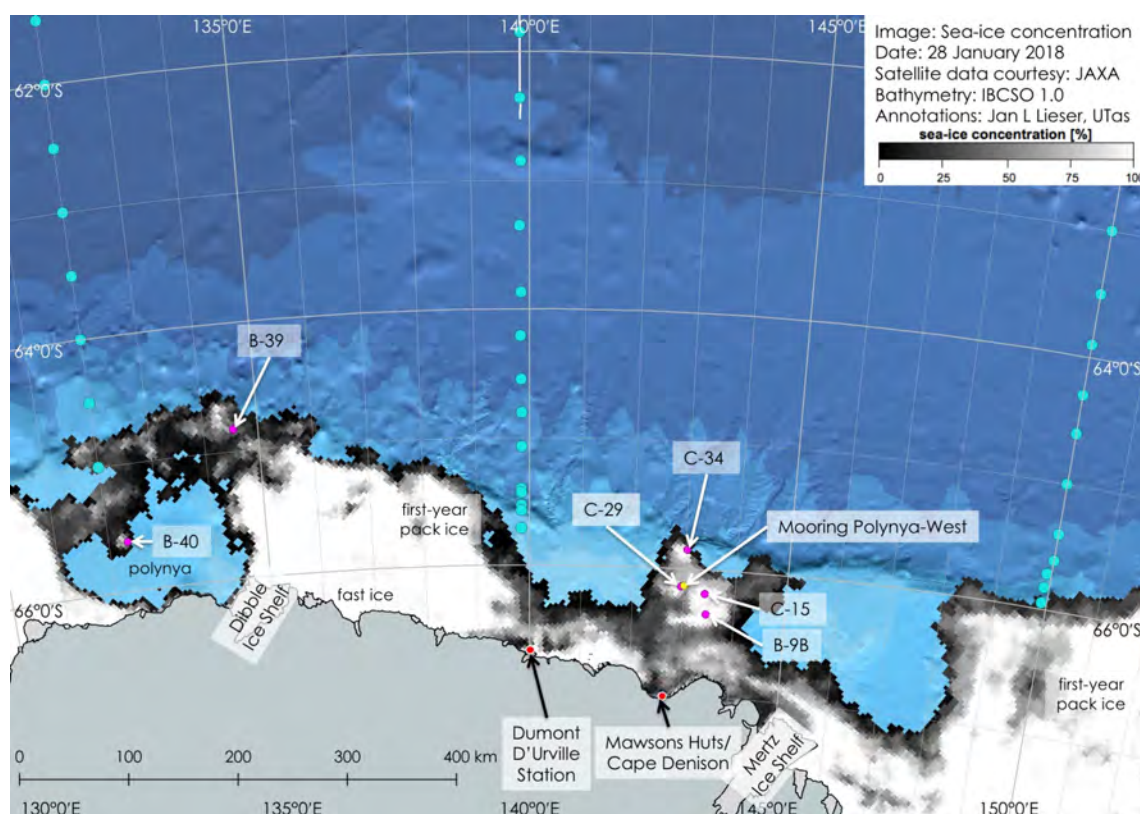 135°0'E
140°0'E
145°0'E
Image: Sea-ice concentration
Date: 28 January 2018
Satellite data courtesy: JAXA
Bathymetry: IBCSO 1.0
Annotations: Jan L Lieser, UTas
sea-ice concentration [%]
0 25 50 75 100
62°0'S
B-39
64°0'S
64°0'S
C-34
first-year
pack ice
C-29
Mooring Polynya-West
B-40
polynya
fast ice
C-15
66°0'S
66°0'S
Dibble
Ice Shelf
B-9B
first-year
pack ice
Dumont
D'Urville
Station
Mawsons Huts/
Cape Denison
Mertz
Ice Shelf
0 100 200 300 400 km
130°0'E
135°0'E
140°0'E
145°0'E
150°0'E